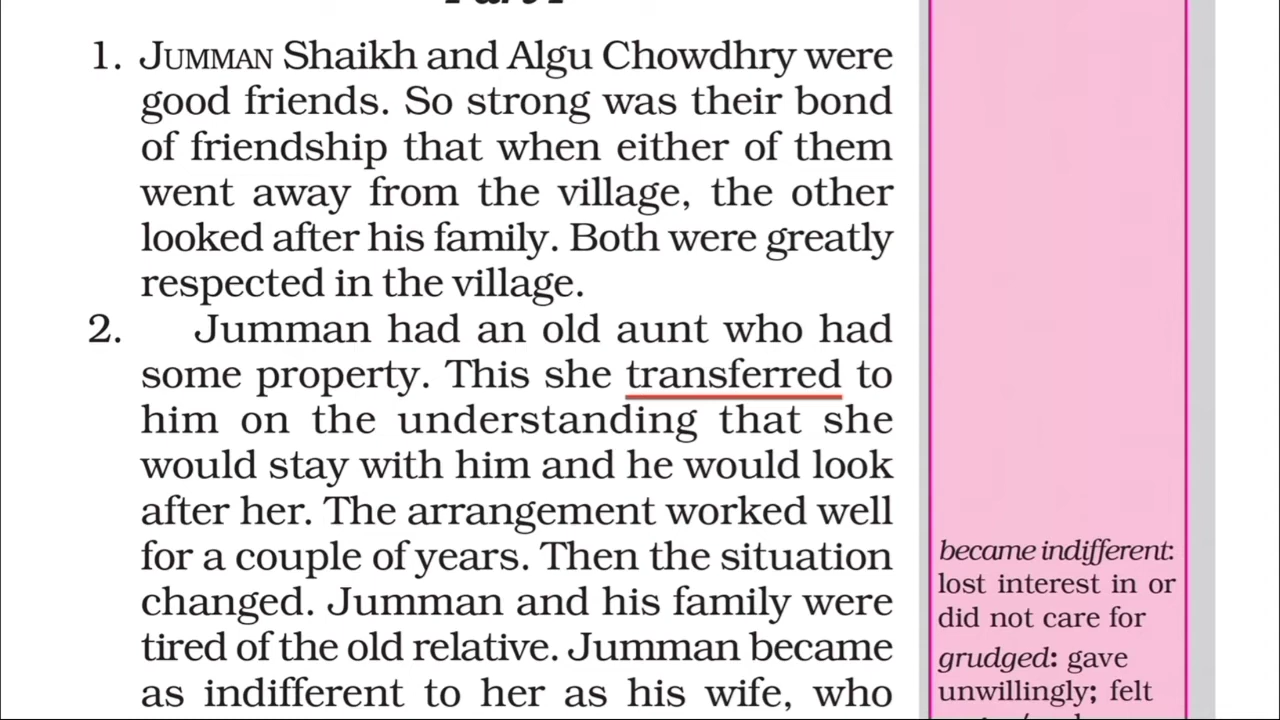 1. JUMMAN Shaikh and Algu Chowdhry were
good friends. So strong was their bond
of friendship that when either of them
went away from the village, the other
looked after his family. Both were greatly
respected in the village.
2. Jumman had an old aunt who had
some property. This she transferred to
him on the understanding that she
would stay with him and he would look
after her. The arrangement worked well
for a couple of years. Then the situation
changed. Jumman and his family were
tired of the old relative. Jumman became
as indifferent to her as his wife, who
became indifferent:
lost interest in or
did not care for
grudged: gave
unwillingly; felt